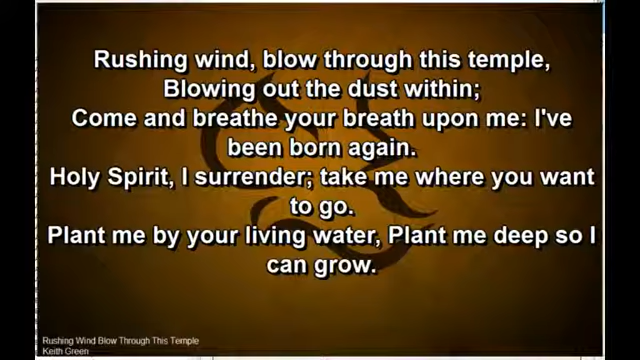 Rushing wind, blow through this temple,
Blowing out the dust within;
Come and breathe your breath upon me: I've
been born again.
Holy Spirit, I surrender; take me where you want
to go.
Plant me by your living water, Plant me deep so I
can grow.
Rushing Wind Blow Through This Temple
Keith Green